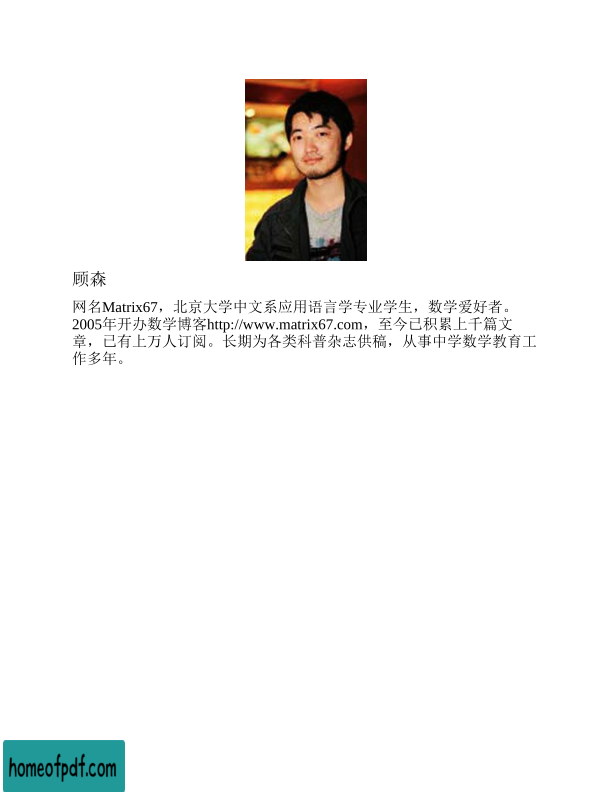 顾森
网名Matrix67，北京大学中文系应用语言学专业学生，数学爱好者。
2005年开办数学博客http://www.matrix67.com，至今已积累上千篇文
章，已有上万人订阅。长期为各类科普杂志供稿，从事中学数学教育工
作多年。
homeofpdf.com